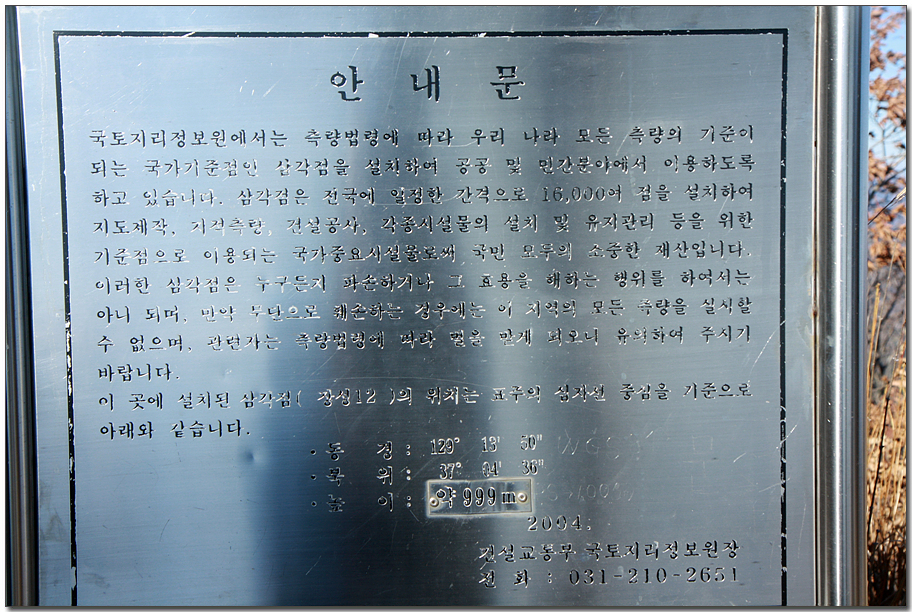 안 내 문
국토지리정보원에서는 측량법령에 따라 우리 나라 모든 측량의 기준이
되는 국가기준점인 삼각점을 설치하여 공공 및 민간분야에서 이용하도록
하고 있습니다. 삼각점은 전국에 일정한 간격으로 16,000여 점을 설치하여
지도제작, 지적측량, 건설공사, 각종시설물의 설치 및 유지관리 등을 위한
기준점으로 이용되는 국가중요시설물로써 국민 모두의 소중한 재산입니다.
이러한 삼각점은 누구든지 파손하거나 그 효용을 해하는 행위를 하여서는
아니 되며, 만약 무단으로 훼손하는 경우에는 이 지역의 모든 측량을 실시할
수 없으며, 관련자는 측량법령에 따라 벌을 받게 되오니 유의하여 주시기
바랍니다.
이 곳에 설치된 삼각점( 장성12 )의 위치는 표주의 십자선 중심을 기준으로
아래와 같습니다.
·동 경 : 129° 13' 50"
·북 위 : 37° 04' 36"
·높 이 : 약 999m
2004.
건설교통부 국토지리정보원장
전 화 : 031-210-2651